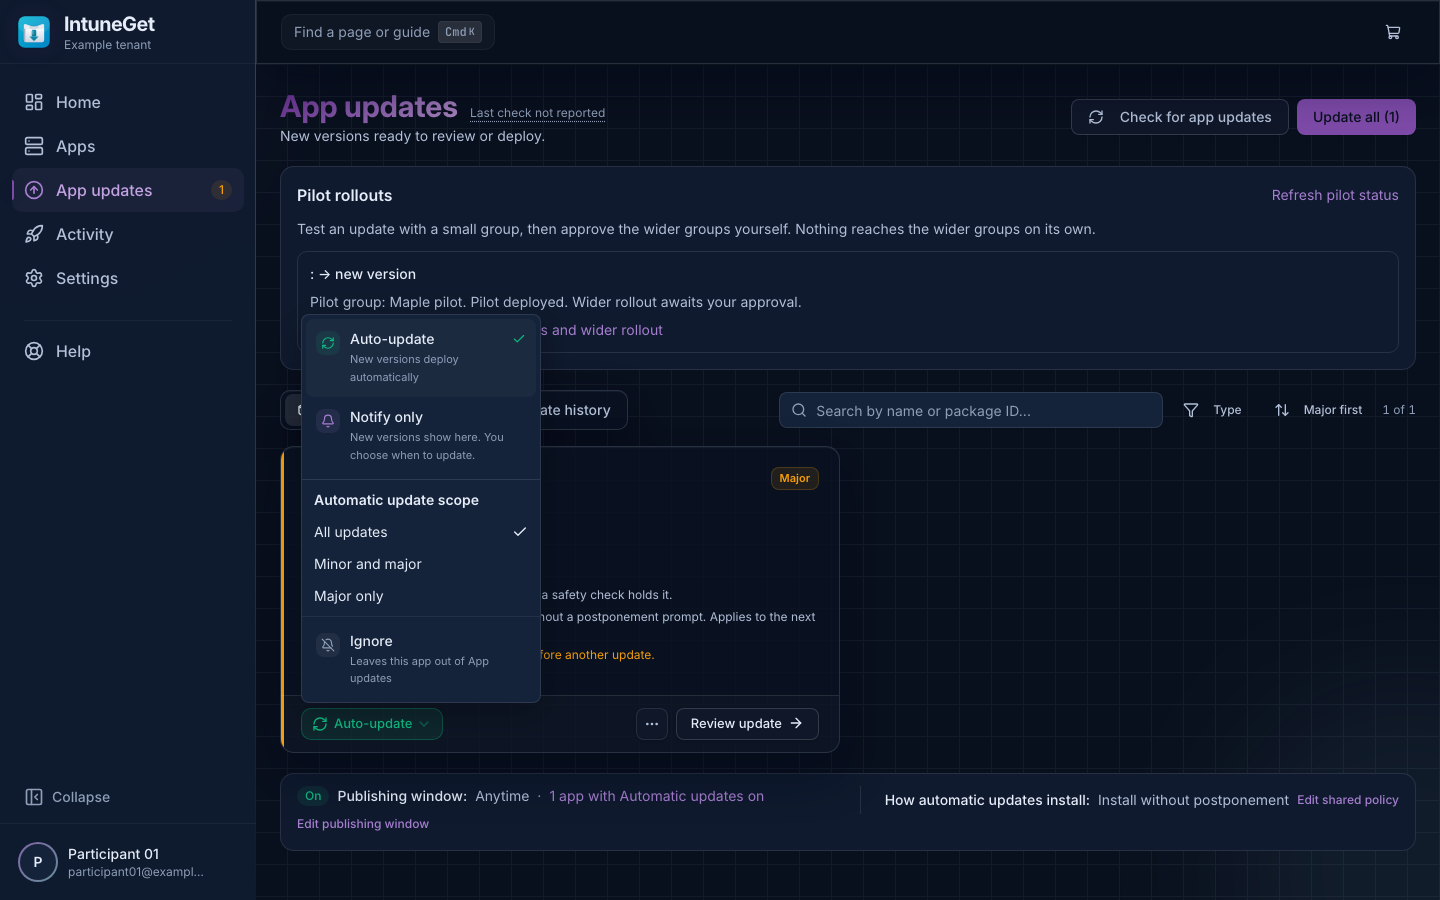 IntuneGet
Example tenant
Find a page or guide Cmd K
Home
Apps
App updates 1
Activity
Settings
Help
Collapse
P
Participant 01
participant01@exampl...
App updates Last check not reported
New versions ready to review or deploy.
Check for app updates
Update all (1)
Pilot rollouts
Refresh pilot status
Test an update with a small group, then approve the wider groups yourself. Nothing reaches the wider groups on its own.
: → new version
Pilot group: Maple pilot. Pilot deployed. Wider rollout awaits your approval.
s and wider rollout
Auto-update
New versions deploy
automatically
Notify only
New versions show here. You
choose when to update.
Automatic update scope
All updates
Minor and major
Major only
Ignore
Leaves this app out of App
updates
ate history
Search by name or package ID...
Type
Major first
1 of 1
Major
a safety check holds it.
hout a postponement prompt. Applies to the next
fore another update.
Auto-update
Review update →
On Publishing window: Anytime · 1 app with Automatic updates on
Edit publishing window
How automatic updates install: Install without postponement Edit shared policy